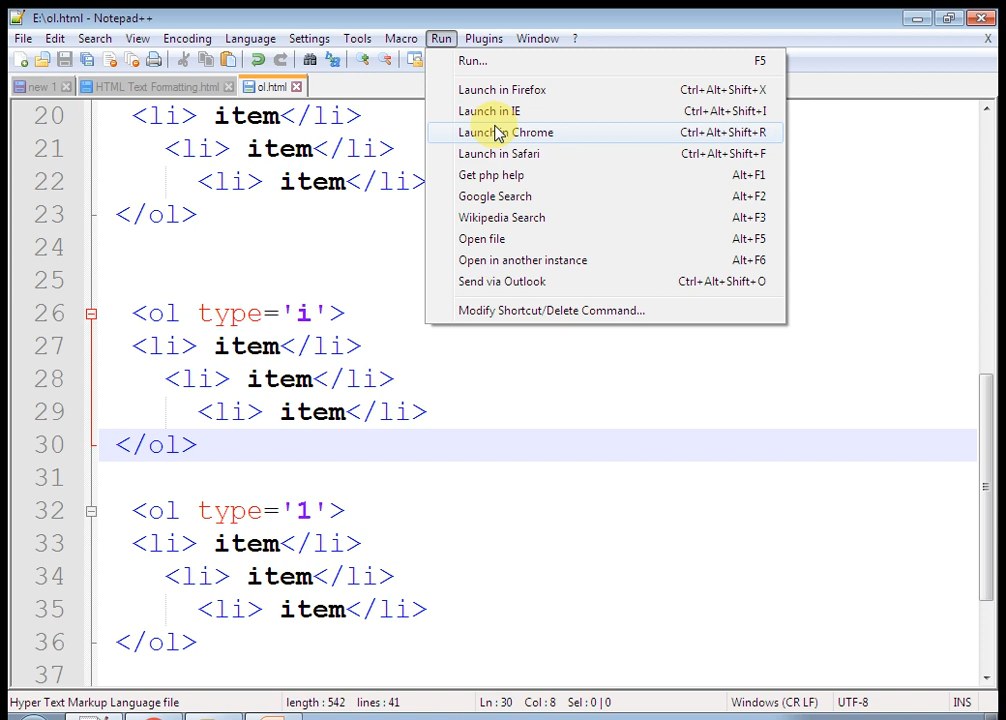 E:\ol.html - Notepad++
File Edit Search View Encoding Language Settings Tools Macro Run Plugins Window ? X
new 1 HTML Text Formatting.html ol.html
Run... F5
Launch in Firefox Ctrl+Alt+Shift+X
Launch in IE Ctrl+Alt+Shift+I
Launch in Chrome Ctrl+Alt+Shift+R
Launch in Safari Ctrl+Alt+Shift+F
Get php help Alt+F1
Google Search Alt+F2
Wikipedia Search Alt+F3
Open file Alt+F5
Open in another instance Alt+F6
Send via Outlook Ctrl+Alt+Shift+O
Modify Shortcut/Delete Command...
20 <li> item</li>
21 <li> item</li>
22 <li> item</li>
23 </ol>
24
25
26 <ol type='i'>
27 <li> item</li>
28 <li> item</li>
29 <li> item</li>
30 </ol>
31
32 <ol type='1'>
33 <li> item</li>
34 <li> item</li>
35 <li> item</li>
36 </ol>
37
Hyper Text Markup Language file length : 542 lines : 41 Ln : 30 Col : 8 Sel : 0 | 0 Windows (CR LF) UTF-8 INS